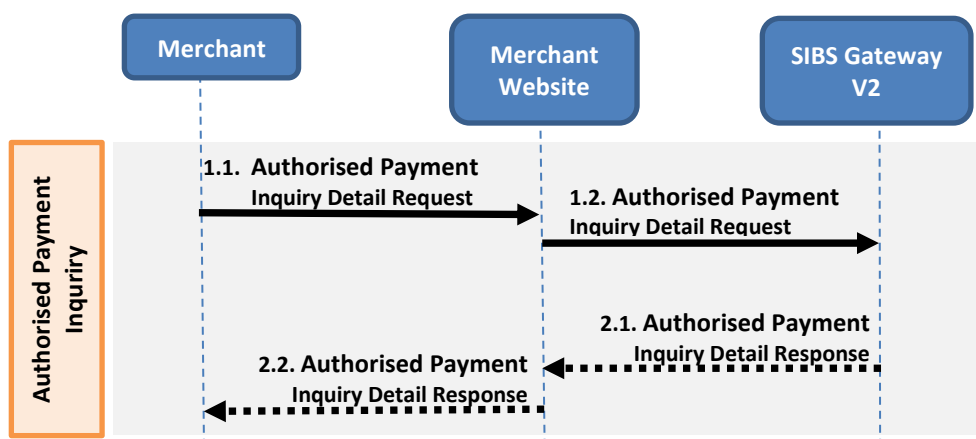 Merchant
Merchant
Website
SIBS Gateway
V2
Authorised Payment
Inquriry
1.1. Authorised Payment
Inquiry Detail Request
1.2. Authorised Payment
Inquiry Detail Request
2.1. Authorised Payment
Inquiry Detail Response
2.2. Authorised Payment
Inquiry Detail Response